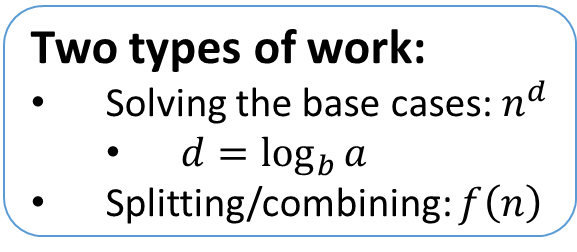 Two types of work:
• Solving the base cases: n^d
• d = log_b a
• Splitting/combining: f(n)